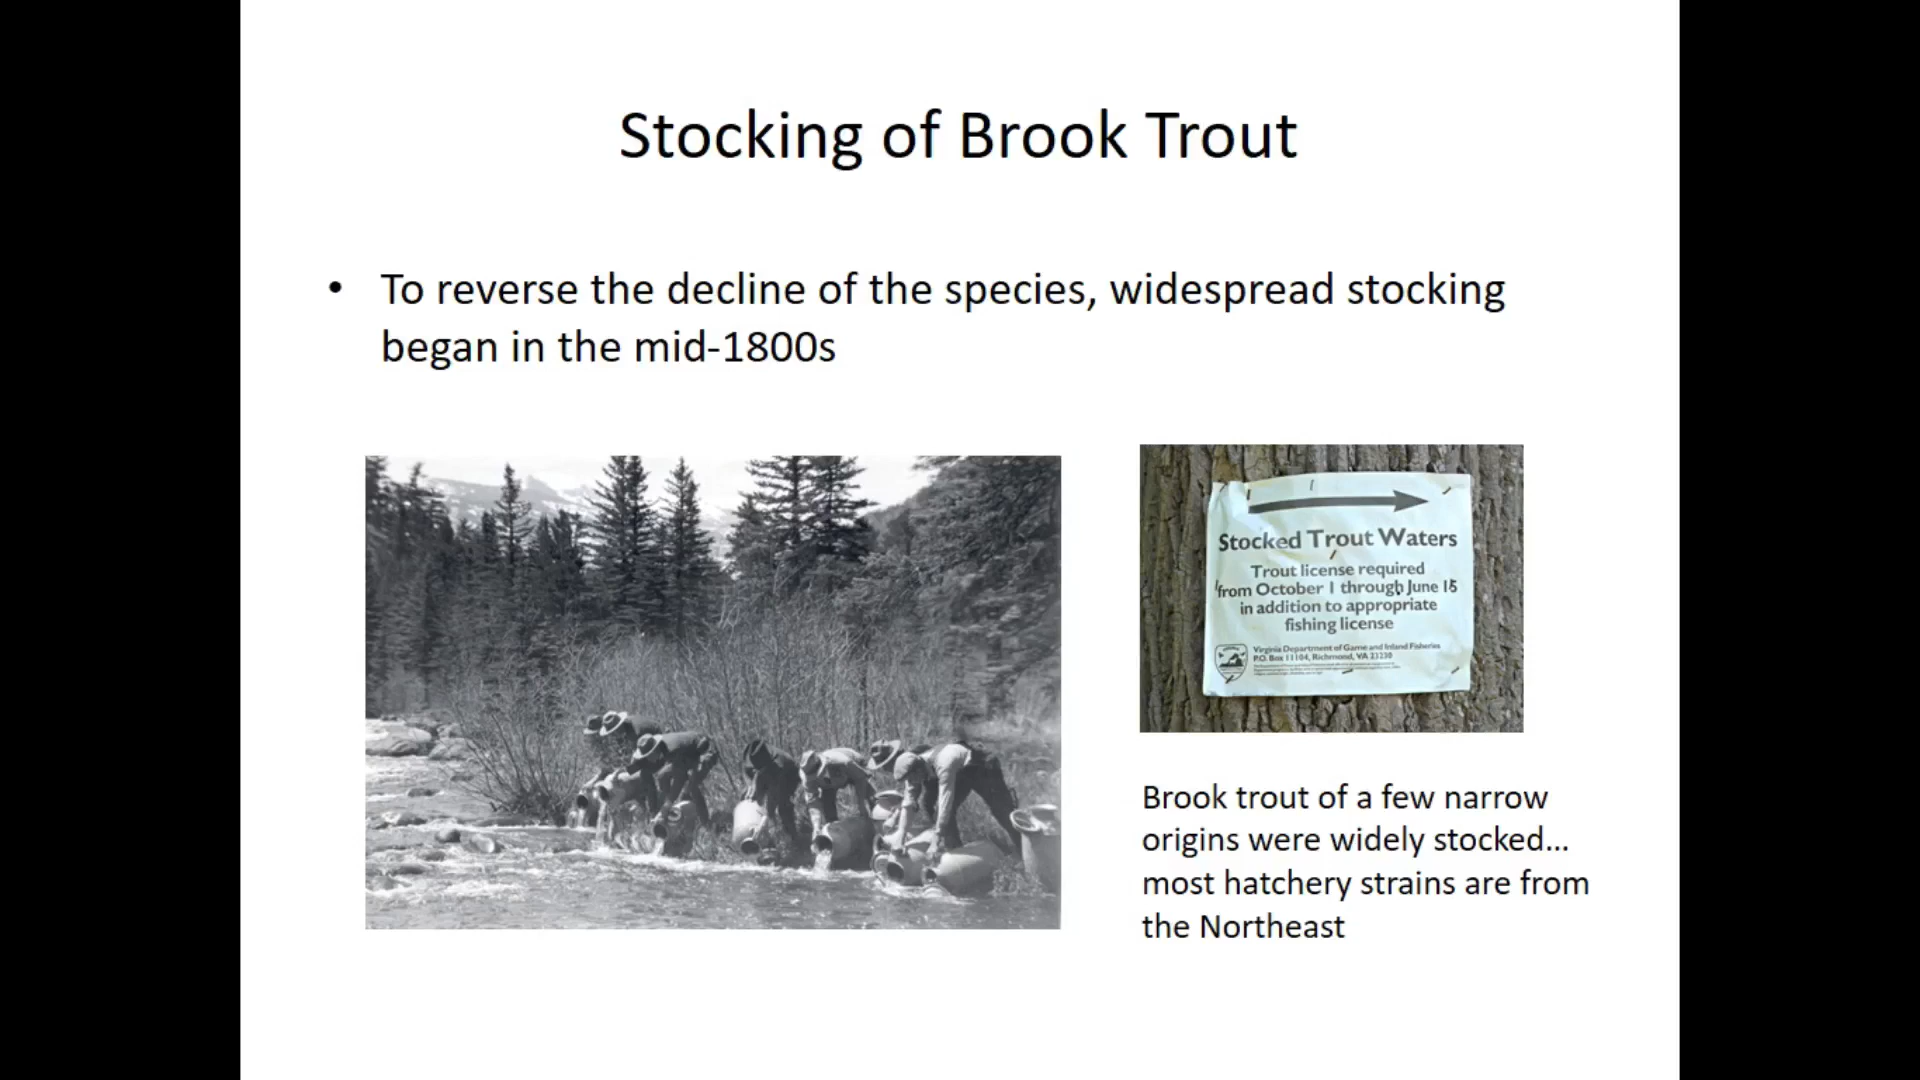 Stocking of Brook Trout
• To reverse the decline of the species, widespread stocking
began in the mid-1800s
Stocked Trout Waters
Trout license required
from October 1 through June 15
in addition to appropriate
fishing license
Virginia Department of Game and Inland Fisheries
P.O. Box 11104, Richmond, VA 23230
3
Brook trout of a few narrow
origins were widely stocked...
most hatchery strains are from
the Northeast